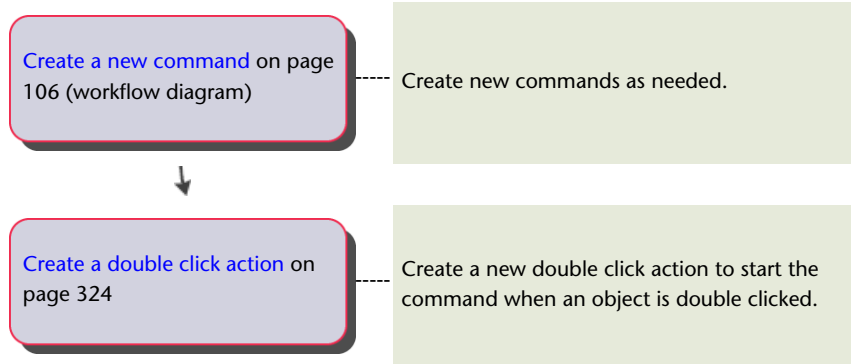 Create a new command on page
106 (workflow diagram)
Create new commands as needed.
Create a double click action on
page 324
Create a new double click action to start the
command when an object is double clicked.